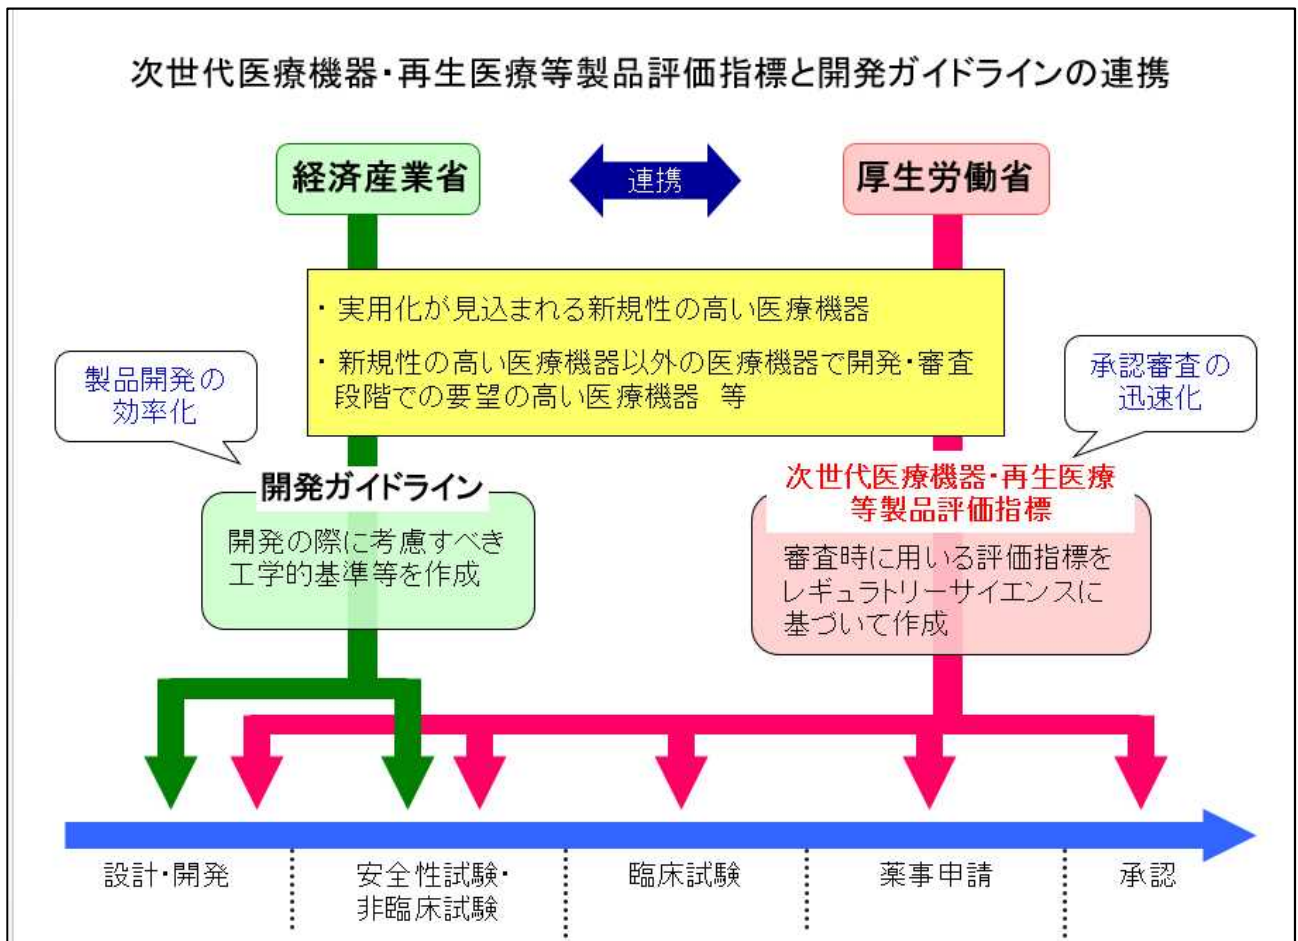 次世代医療機器・再生医療等製品評価指標と開発ガイドラインの連携
経済産業省
連携
厚生労働省
・実用化が見込まれる新規性の高い医療機器
・新規性の高い医療機器以外の医療機器で開発・審査
段階での要望の高い医療機器　等
製品開発の
効率化
承認審査の
迅速化
開発ガイドライン
開発の際に考慮すべき
工学的基準等を作成
次世代医療機器・再生医療
等製品評価指標
審査時に用いる評価指標を
レギュラトリーサイエンスに
基づいて作成
設計・開発
安全性試験・
非臨床試験
臨床試験
薬事申請
承認